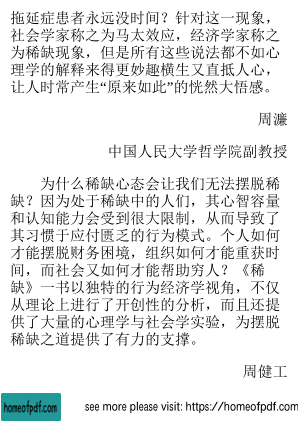 拖延症患者永远没时间？针对这一现象，
社会学家称之为马太效应，经济学家称之
为稀缺现象，但是所有这些说法都不如心
理学的解释来得更妙趣横生又直抵人心，
让人时常产生“原来如此”的恍然大悟感。
周濂
中国人民大学哲学院副教授
为什么稀缺心态会让我们无法摆脱稀
缺？因为处于稀缺中的人们，其心智容量
和认知能力会受到很大限制，从而导致了
其习惯于应付匮乏的行为模式。个人如何
才能摆脱财务困境，组织如何才能重获时
间，而社会又如何才能帮助穷人？《稀
缺》一书以独特的行为经济学视角，不仅
从理论上进行了开创性的分析，而且还提
供了大量的心理学与社会学实验，为摆脱
稀缺之道提供了有力的支撑。
周健工
homeofpdf.com
see more please visit: https://homeofpdf.com